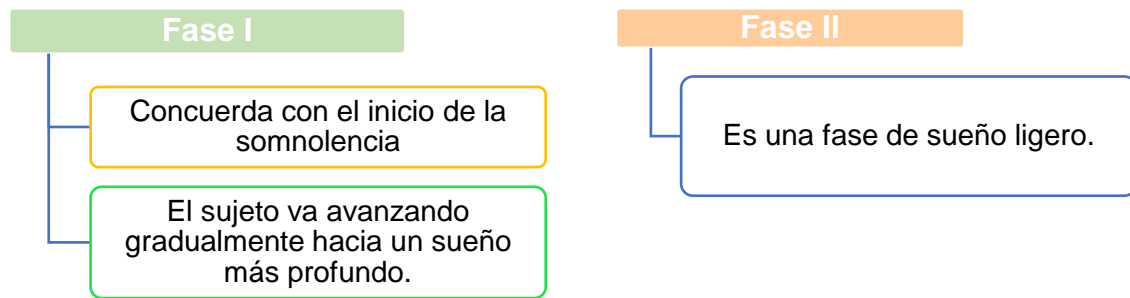 Fase I
Concuerda con el inicio de la
somnolencia
El sujeto va avanzando
gradualmente hacia un sueño
más profundo.
Fase II
Es una fase de sueño ligero.